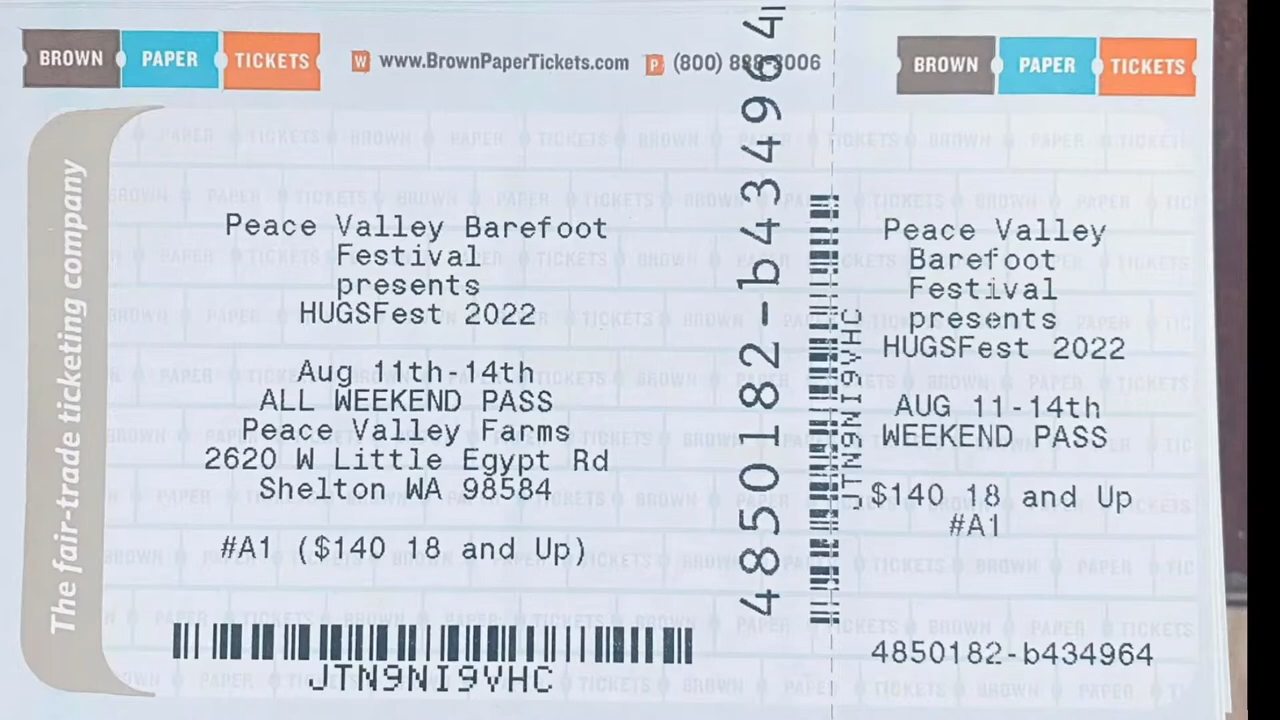 BROWN PAPER TICKETS
www.BrownPaperTickets.com (800) 838-3006
The fair-trade ticketing company
Peace Valley Barefoot
Festival
presents
HUGSFest 2022
Aug 11th-14th
ALL WEEKEND PASS
Peace Valley Farms
2620 W Little Egypt Rd
Shelton WA 98584
#A1 ($140 18 and Up)
JTN9NI9VHC
4850182-b434964
JTN9NI9VHC
BROWN PAPER TICKETS
Peace Valley
Barefoot
Festival
presents
HUGSFest 2022
AUG 11-14th
WEEKEND PASS
$140 18 and Up
#A1
4850182-b434964